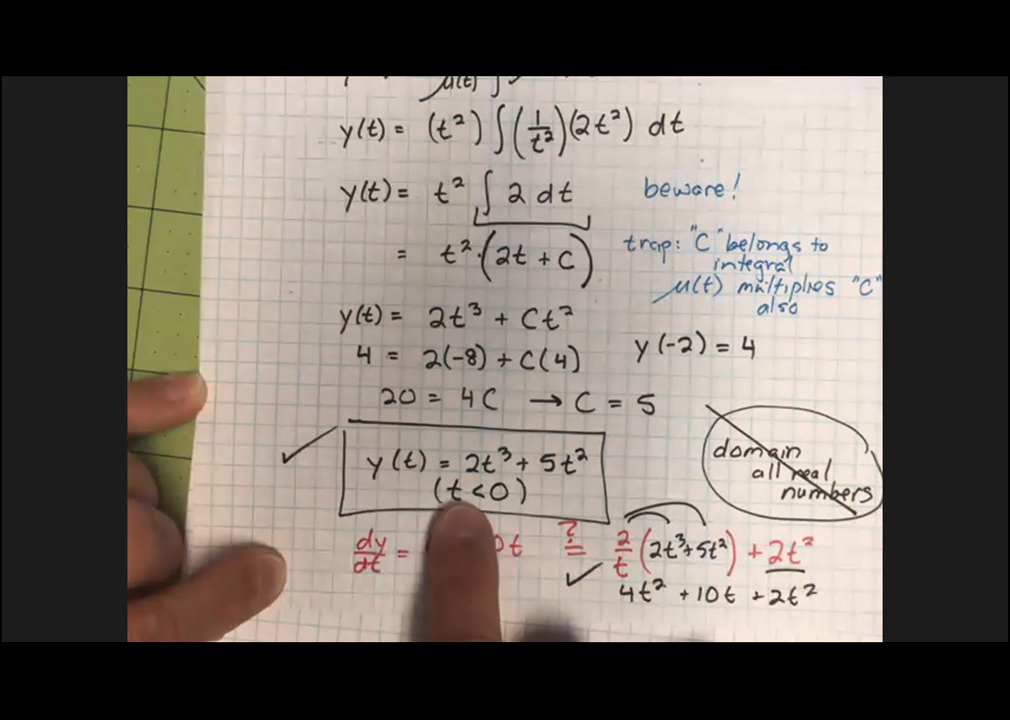 μ(t) ∫
y(t) = (t²) ∫ (1/t²)(2t²) dt
y(t) = t² ∫ 2 dt
beware!
= t² · (2t + C)
trap: "C" belongs to
integral
μ(t) multiplies "C"
also
y(t) = 2t³ + Ct²
4 = 2(-8) + C(4)
y(-2) = 4
20 = 4C → C = 5
y(t) = 2t³ + 5t²
(t < 0)
domain
all real
numbers
dy/dt = 0t ≟ 2/t (2t³+5t²) + 2t²
4t² + 10t + 2t²